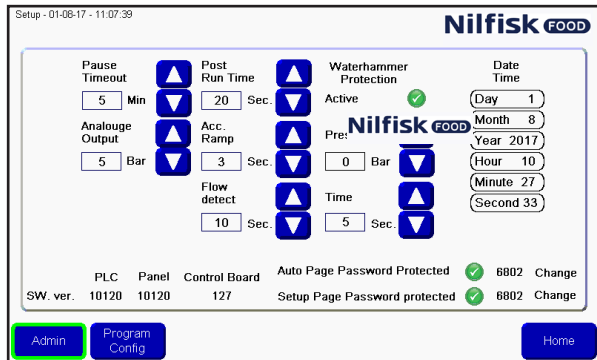 Setup - 01-08-17 - 11:07:39
Nilfisk FOOD
Pause Timeout
5 Min
Post Run Time
20 Sec.
Waterhammer Protection
Active
Date Time
Day 1
Month 8
Year 2017
Hour 10
Minute 27
Second 33
Analouge Output
5 Bar
Acc. Ramp
3 Sec.
Nilfisk FOOD
0 Bar
Flow detect
10 Sec.
Time
5 Sec.
PLC Panel Control Board
SW. ver. 10120 10120 127
Auto Page Password Protected 6802 Change
Setup Page Password protected 6802 Change
Admin
Program Config
Home